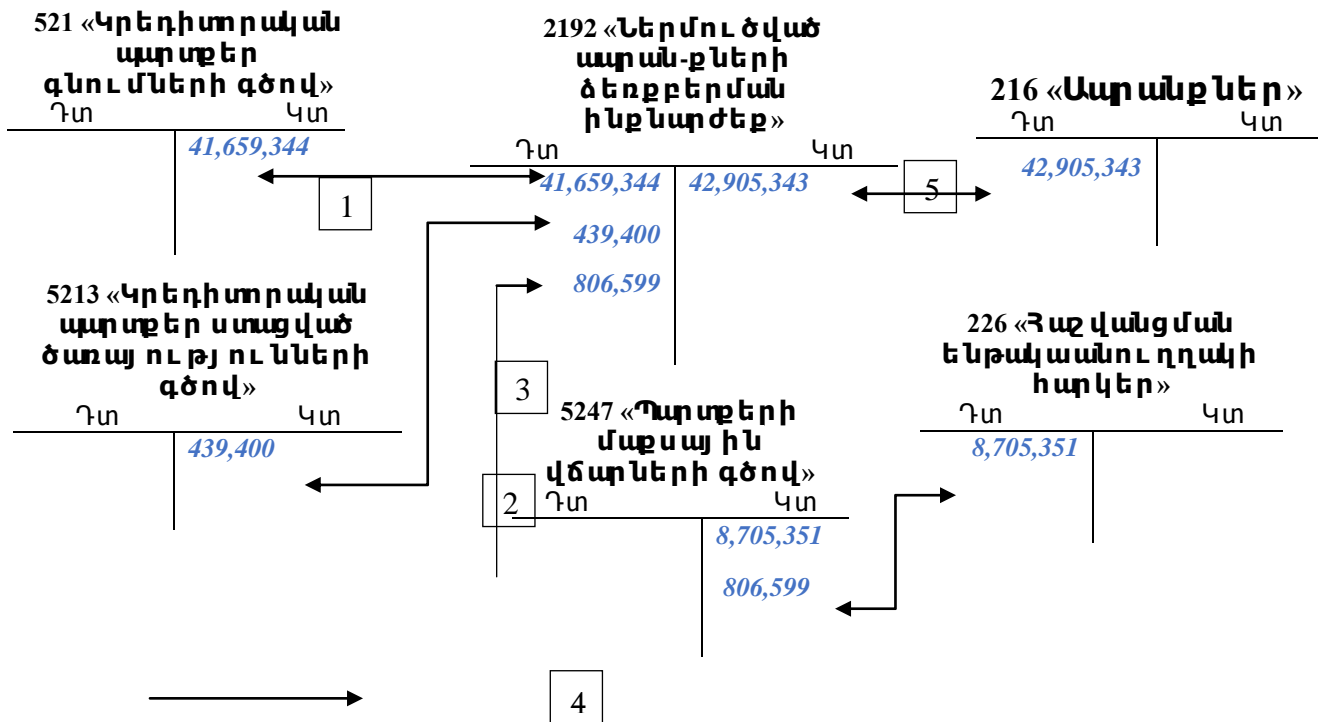 521 «Կրեդիտորական
պարտքեր
գնումների գծով»
Դտ Կտ
41,659,344
1
2192 «Ներմուծված
ապրան-քների
ձեռքբերման
ինքնարժեք»
Դտ Կտ
41,659,344 42,905,343
439,400
806,599
5
216 «Ապրանքներ»
Դտ Կտ
42,905,343
5213 «Կրեդիտորական
պարտքեր ստացված
ծառայությունների
գծով»
Դտ Կտ
439,400
3
2
5247 «Պարտքերի
մաքսային
վճարների գծով»
Դտ Կտ
8,705,351
806,599
226 «Հաշվանցման
ենթակաանուղղակի
հարկեր»
Դտ Կտ
8,705,351
4